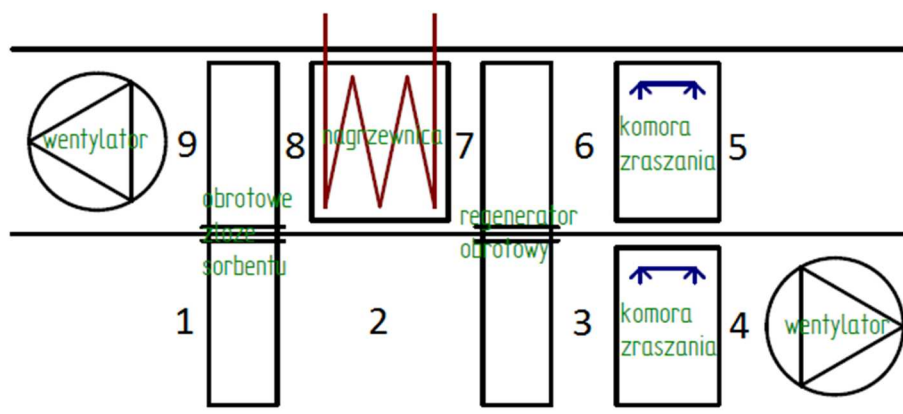 wentylator
9
obrotowe
złoże
sorbentu
8
nagrzewnica
7
regenerator
obrotowy
6
komora
zraszania
5
1
2
3
komora
zraszania
4
wentylator